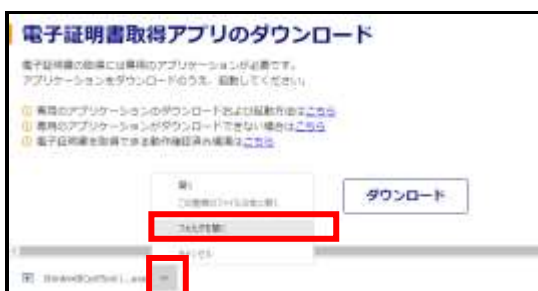 電子証明書取得アプリのダウンロード
電子証明書の取得には専用のアプリケーションが必要です。
アプリケーションをダウンロードのうえ、起動してください。
専用のアプリケーションのダウンロードおよび起動方法はこちら
専用のアプリケーションがダウンロードできない場合はこちら
電子証明書を取得できる動作確認済み端末はこちら
開く
ダウンロード
フォルダを開く
キャンセル